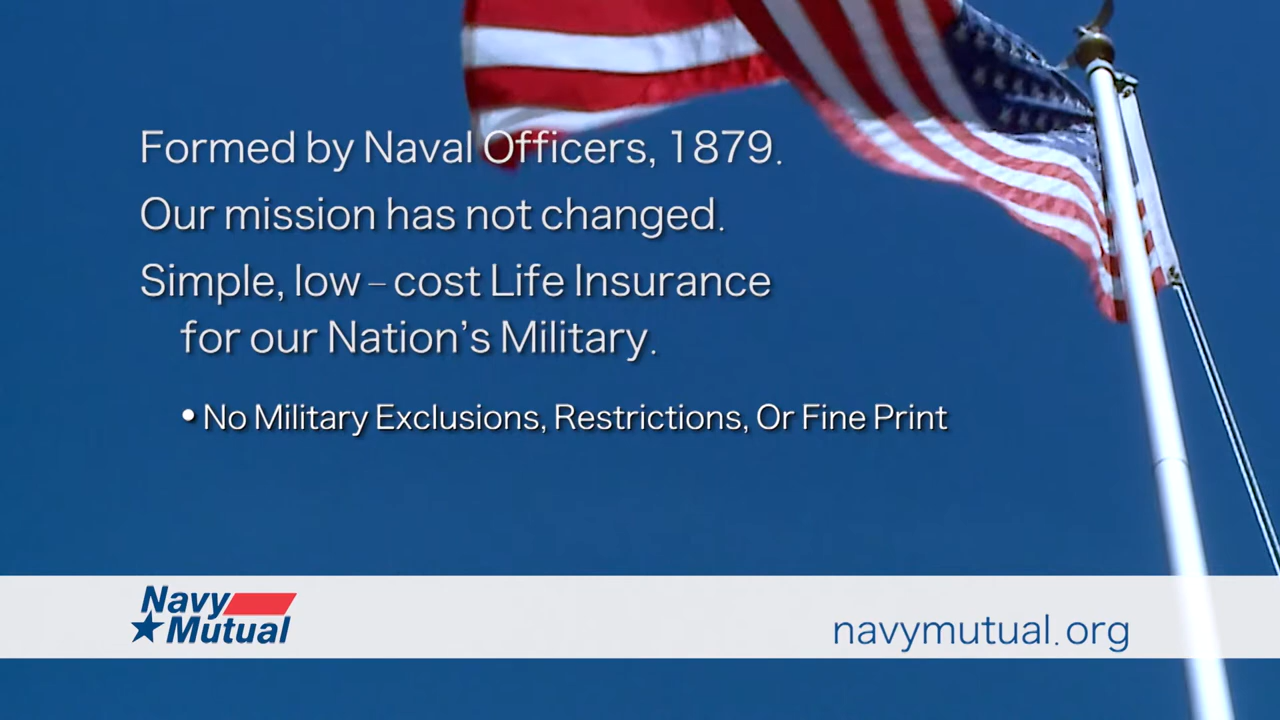 Formed by Naval Officers, 1879.
Our mission has not changed.
Simple, low–cost Life Insurance
for our Nation's Military.
• No Military Exclusions, Restrictions, Or Fine Print
Navy
Mutual
navymutual.org